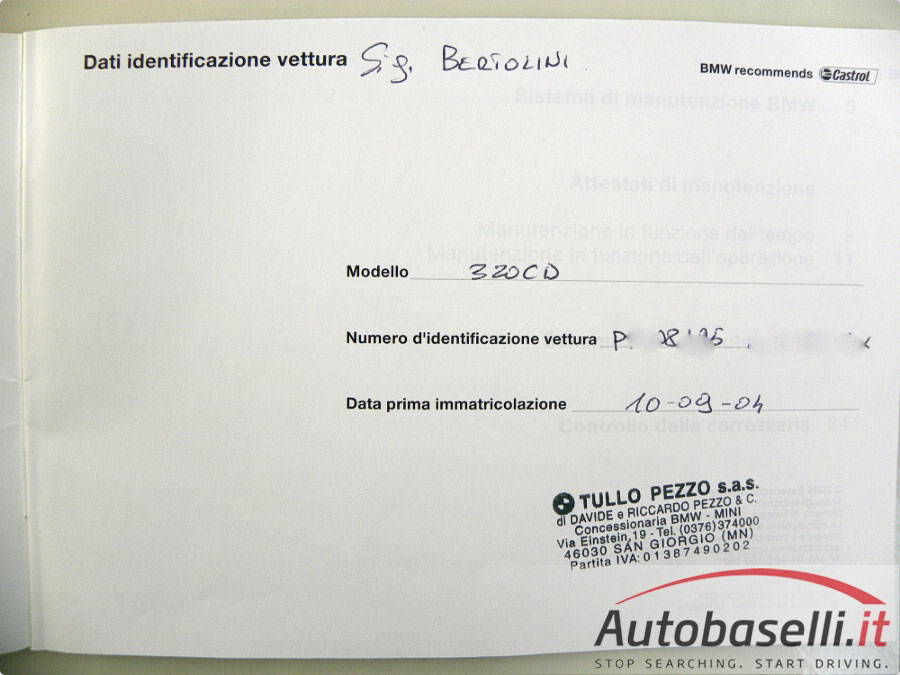 Dati identificazione vettura Sig. BERTOLINI
BMW recommends Castrol
Sistema di manutenzione BMW 5
Attestati di manutenzione
Manutenzione in funzione del tempo 8
Manutenzione in funzione dell'operazione 11
Modello 320CD
Numero d'identificazione vettura P.
Data prima immatricolazione 10-09-04
Controllo della carrozzeria 24
TULLO PEZZO s.a.s.
di DAVIDE e RICCARDO PEZZO & C.
Concessionaria BMW - MINI
Via Einstein,19 - Tel. (0376)374000
46030 SAN GIORGIO (MN)
Partita IVA: 01387490202
Autobaselli.it
STOP SEARCHING. START DRIVING.